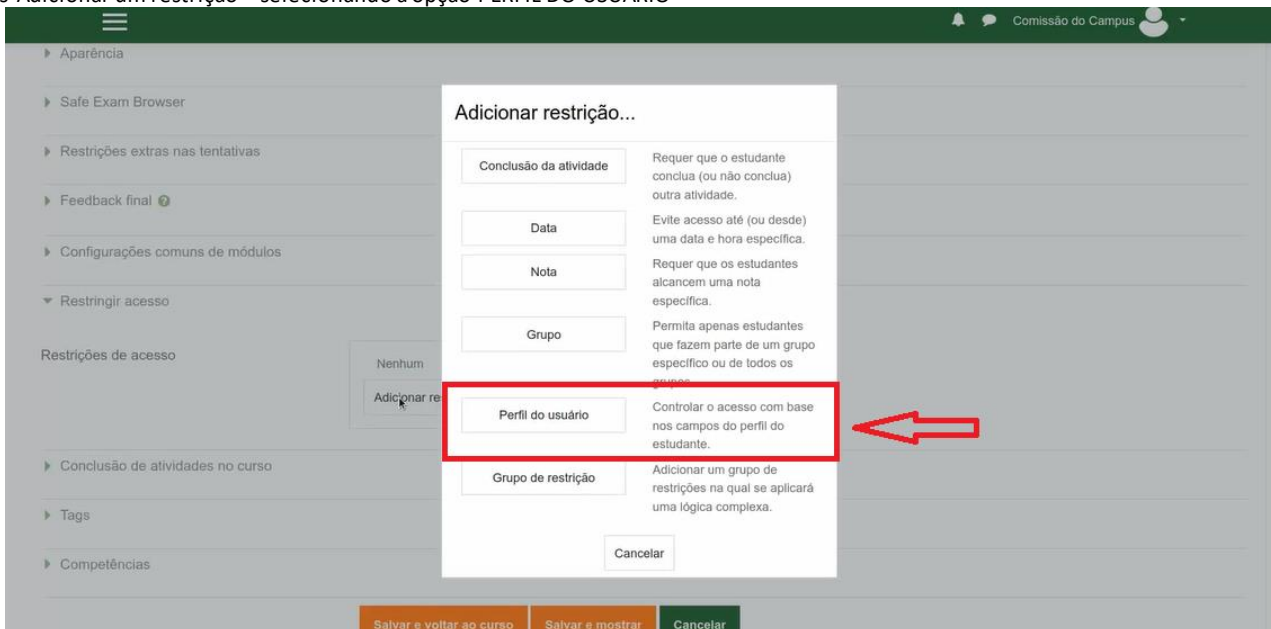 Adicionar um restrição – selecionando a opção PERFIL DO USUÁRIO
Comissão do Campus
Aparência
Safe Exam Browser
Restrições extras nas tentativas
Feedback final
Configurações comuns de módulos
Restringir acesso
Restrições de acesso
Nenhum
Adicionar re
Adicionar restrição...
Conclusão da atividade
Requer que o estudante
conclua (ou não conclua)
outra atividade.
Data
Evite acesso até (ou desde)
uma data e hora específica.
Nota
Requer que os estudantes
alcancem uma nota
específica.
Grupo
Permita apenas estudantes
que fazem parte de um grupo
específico ou de todos os
grupos.
Perfil do usuário
Controlar o acesso com base
nos campos do perfil do
estudante.
Grupo de restrição
Adicionar um grupo de
restrições na qual se aplicará
uma lógica complexa.
Cancelar
Conclusão de atividades no curso
Tags
Competências
Salvar e voltar ao curso
Salvar e mostrar
Cancelar